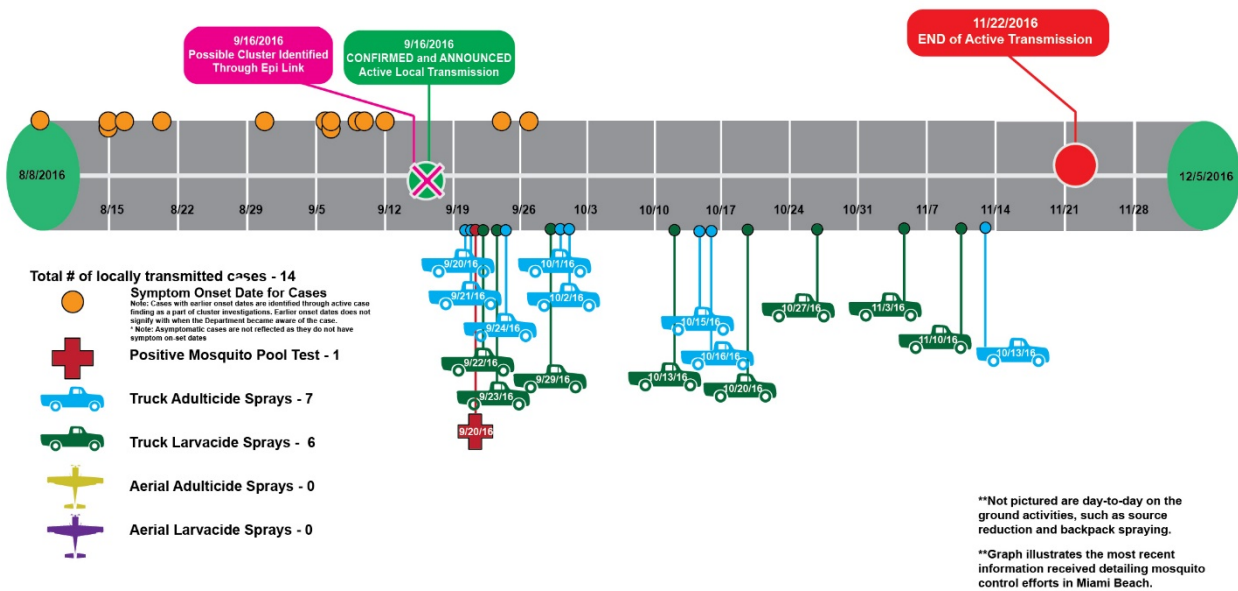 9/16/2016
Possible Cluster Identified
Through Epi Link
9/16/2016
CONFIRMED and ANNOUNCED
Active Local Transmission
11/22/2016
END of Active Transmission
8/8/2016
12/5/2016
8/15
8/22
8/29
9/5
9/12
9/19
9/26
10/3
10/10
10/17
10/24
10/31
11/7
11/14
11/21
11/28
9/20/16
10/1/16
9/21/16
10/2/16
9/24/16
10/15/16
10/27/16
11/3/16
9/22/16
10/16/16
11/10/16
10/13/16
9/29/16
10/13/16
10/20/16
9/23/16
9/20/16
Total # of locally transmitted cases - 14
Symptom Onset Date for Cases
Note: Cases with earlier onset dates are identified through active case
finding as a part of cluster investigations. Earlier onset dates does not
signify with when the Department became aware of the case.
* Note: Asymptomatic cases are not reflected as they do not have
symptom on-set dates
Positive Mosquito Pool Test - 1
Truck Adulticide Sprays - 7
Truck Larvacide Sprays - 6
Aerial Adulticide Sprays - 0
Aerial Larvacide Sprays - 0
**Not pictured are day-to-day on the
ground activities, such as source
reduction and backpack spraying.
**Graph illustrates the most recent
information received detailing mosquito
control efforts in Miami Beach.